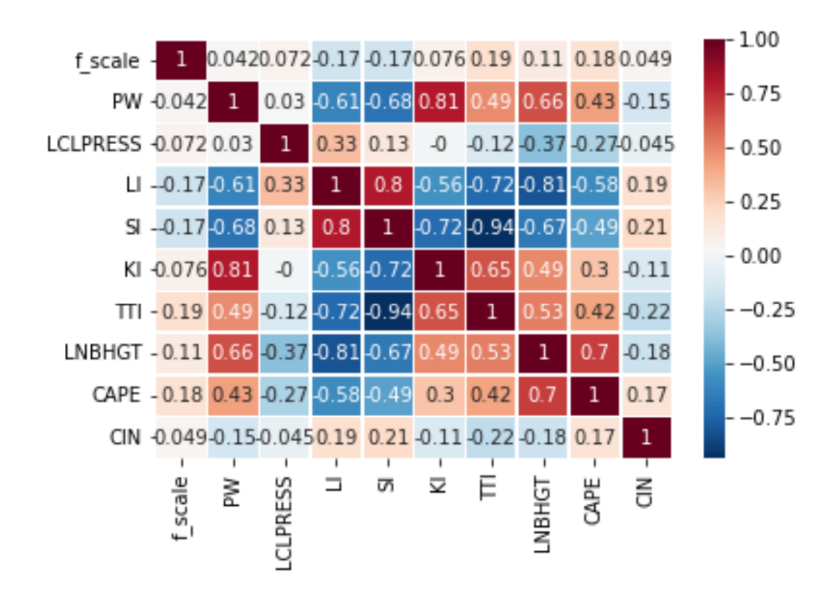 f_scale 1 0.042 0.072 -0.17 -0.17 0.076 0.19 0.11 0.18 0.049
PW 0.042 1 0.03 -0.61 -0.68 0.81 0.49 0.66 0.43 -0.15
LCLPRESS 0.072 0.03 1 0.33 0.13 -0 -0.12 -0.37 -0.27 -0.045
LI -0.17 -0.61 0.33 1 0.8 -0.56 -0.72 -0.81 -0.58 0.19
SI -0.17 -0.68 0.13 0.8 1 -0.72 -0.94 -0.67 -0.49 0.21
KI 0.076 0.81 -0 -0.56 -0.72 1 0.65 0.49 0.3 -0.11
TTI 0.19 0.49 -0.12 -0.72 -0.94 0.65 1 0.53 0.42 -0.22
LNBHGT 0.11 0.66 -0.37 -0.81 -0.67 0.49 0.53 1 0.7 -0.18
CAPE 0.18 0.43 -0.27 -0.58 -0.49 0.3 0.42 0.7 1 0.17
CIN 0.049 -0.15 -0.045 0.19 0.21 -0.11 -0.22 -0.18 0.17 1
f_scale
PW
LCLPRESS
LI
SI
KI
TTI
LNBHGT
CAPE
CIN
1.00
0.75
0.50
0.25
0.00
−0.25
−0.50
−0.75